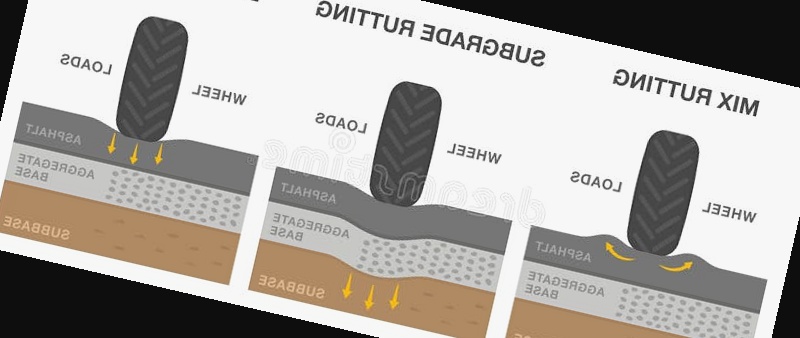 MIX RUTTING
SUBGRADE RUTTING
WHEEL
LOADS
ASPHALT
AGGREGATE
BASE
WHEEL
LOADS
ASPHALT
AGGREGATE
BASE
SUBBASE
WHEEL
LOADS
ASPHALT
AGGREGATE
BASE
SUBBASE
dreamstime